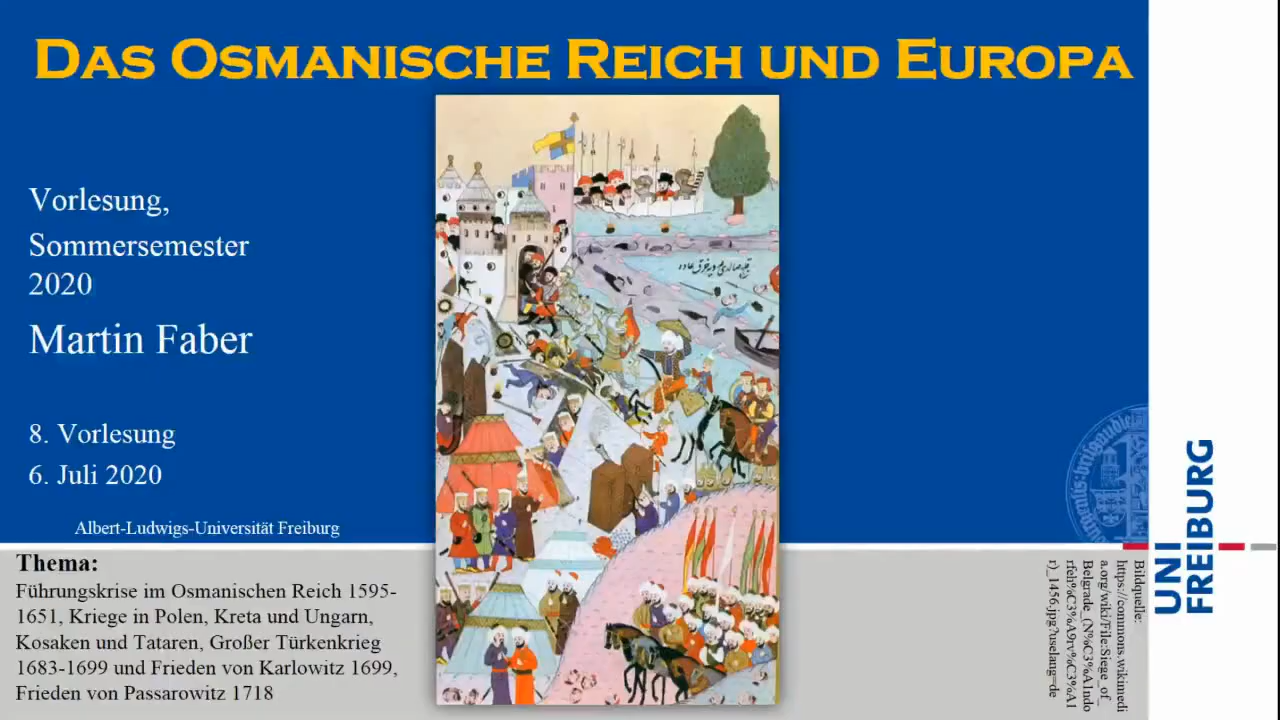 Das Osmanische Reich und Europa
Vorlesung,
Sommersemester
2020
Martin Faber
8. Vorlesung
6. Juli 2020
Albert-Ludwigs-Universität Freiburg
Thema:
Führungskrise im Osmanischen Reich 1595-
1651, Kriege in Polen, Kreta und Ungarn,
Kosaken und Tataren, Großer Türkenkrieg
1683-1699 und Frieden von Karlowitz 1699,
Frieden von Passarowitz 1718
Bildquelle:
https://commons.wikimedi
a.org/wiki/File:Siege_of_
Belgrade_(N%C3%A1ndo
rfeh%C3%A9rv%C3%A1
r)_1456.jpg?uselang=de
UNI
FREIBURG